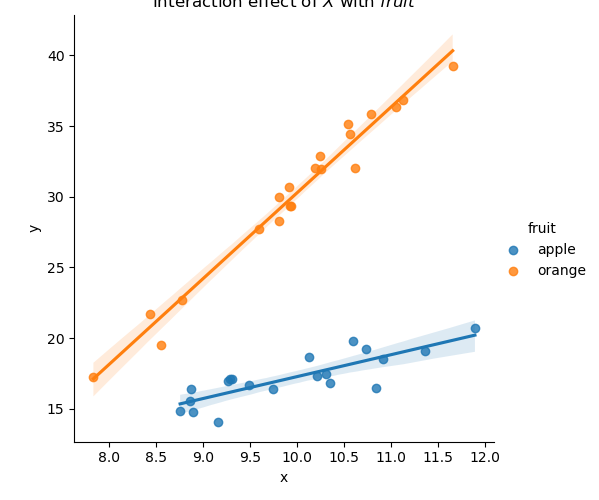 Interaction effect of X with fruit
40
35
30
25
20
15
y
8.0 8.5 9.0 9.5 10.0 10.5 11.0 11.5 12.0
x
fruit
apple
orange